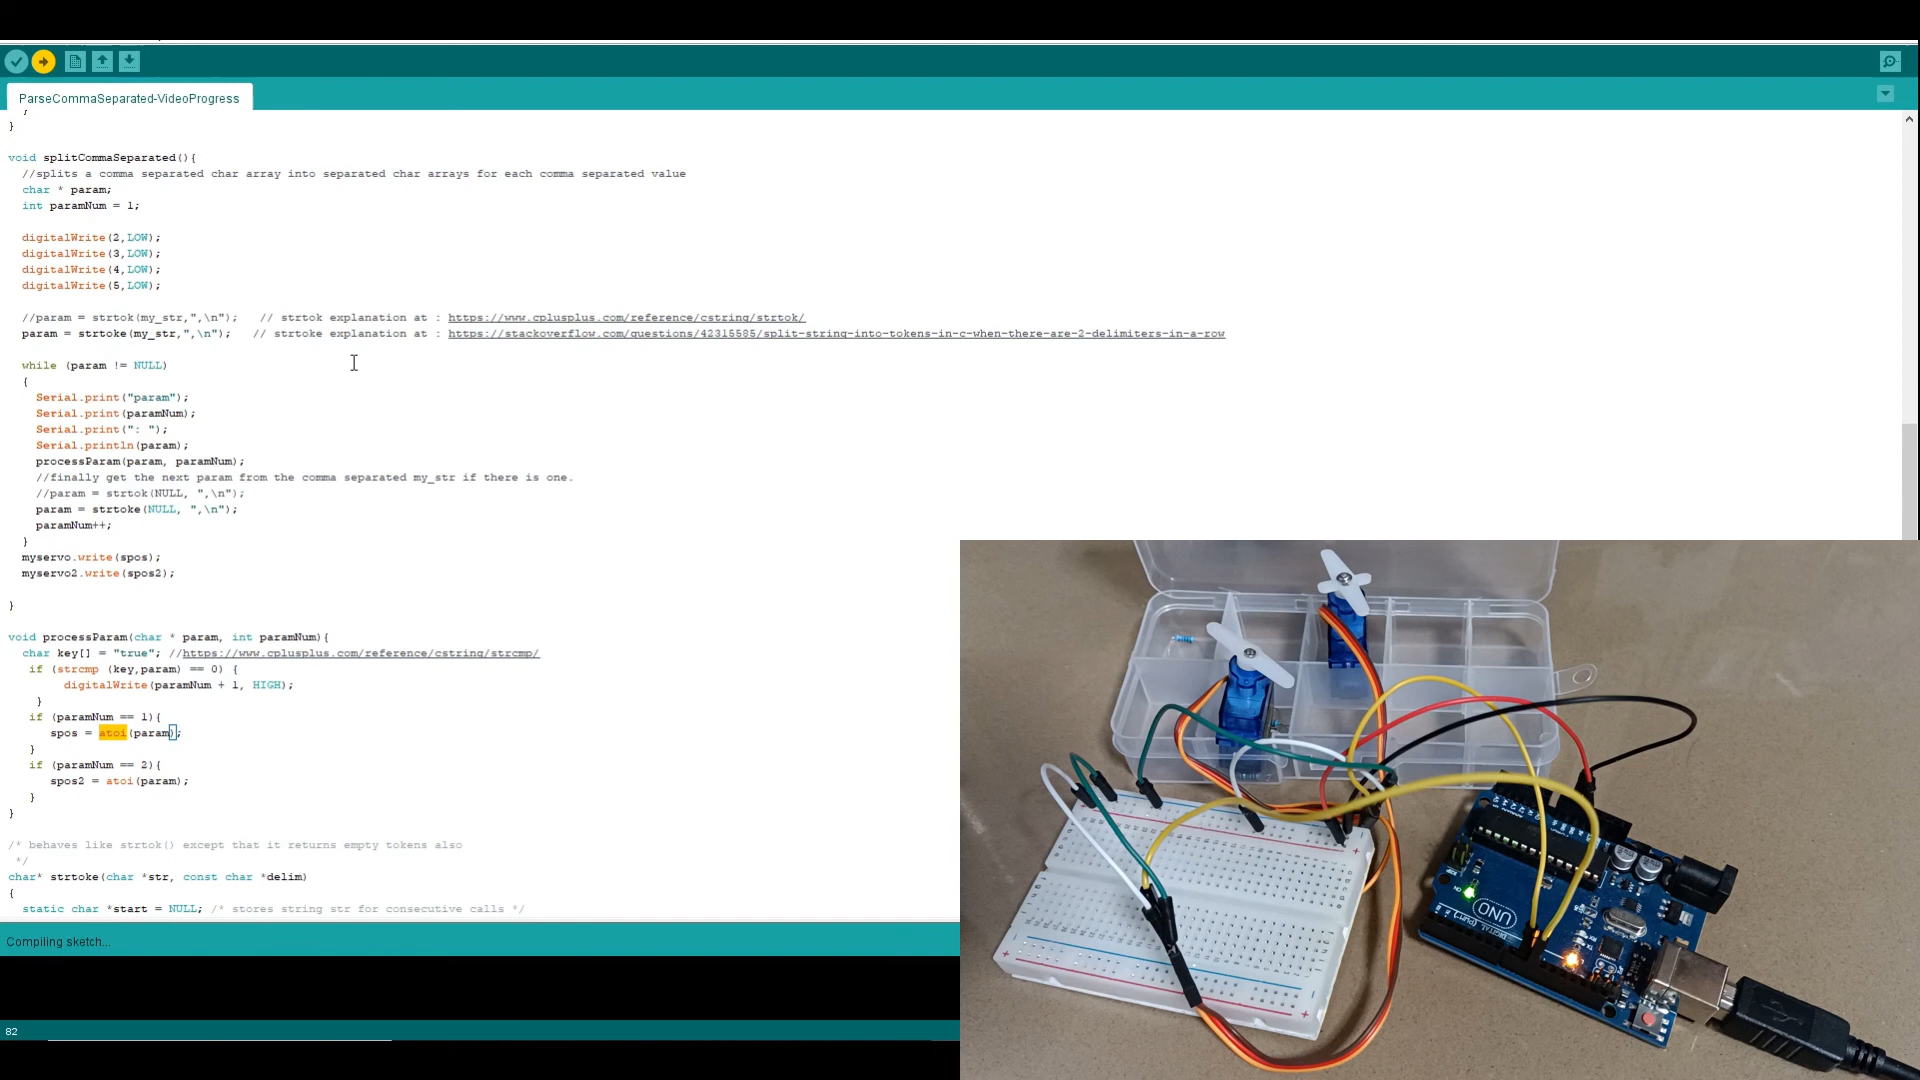 ParseCommaSeparated-VideoProgress
}
}
void splitCommaSeparated(){
//splits a comma separated char array into separated char arrays for each comma separated value
char * param;
int paramNum = 1;
digitalWrite(2,LOW);
digitalWrite(3,LOW);
digitalWrite(4,LOW);
digitalWrite(5,LOW);
//param = strtok(my_str,",\n"); // strtok explanation at : https://www.cplusplus.com/reference/cstring/strtok/
param = strtoke(my_str,",\n"); // strtoke explanation at : https://stackoverflow.com/questions/42315585/split-string-into-tokens-in-c-when-there-are-2-delimiters-in-a-row
while (param != NULL)
{
Serial.print("param");
Serial.print(paramNum);
Serial.print(": ");
Serial.println(param);
processParam(param, paramNum);
//finally get the next param from the comma separated my_str if there is one.
//param = strtok(NULL, ",\n");
param = strtoke(NULL, ",\n");
paramNum++;
}
myservo.write(spos);
myservo2.write(spos2);
}
void processParam(char * param, int paramNum){
char key[] = "true"; //https://www.cplusplus.com/reference/cstring/strcmp/
if (strcmp (key,param) == 0) {
digitalWrite(paramNum + 1, HIGH);
}
if (paramNum == 1){
spos = atoi(param);
}
if (paramNum == 2){
spos2 = atoi(param);
}
}
/* behaves like strtok() except that it returns empty tokens also
*/
char* strtoke(char *str, const char *delim)
{
static char *start = NULL; /* stores string str for consecutive calls */
Compiling sketch...
82
UNO